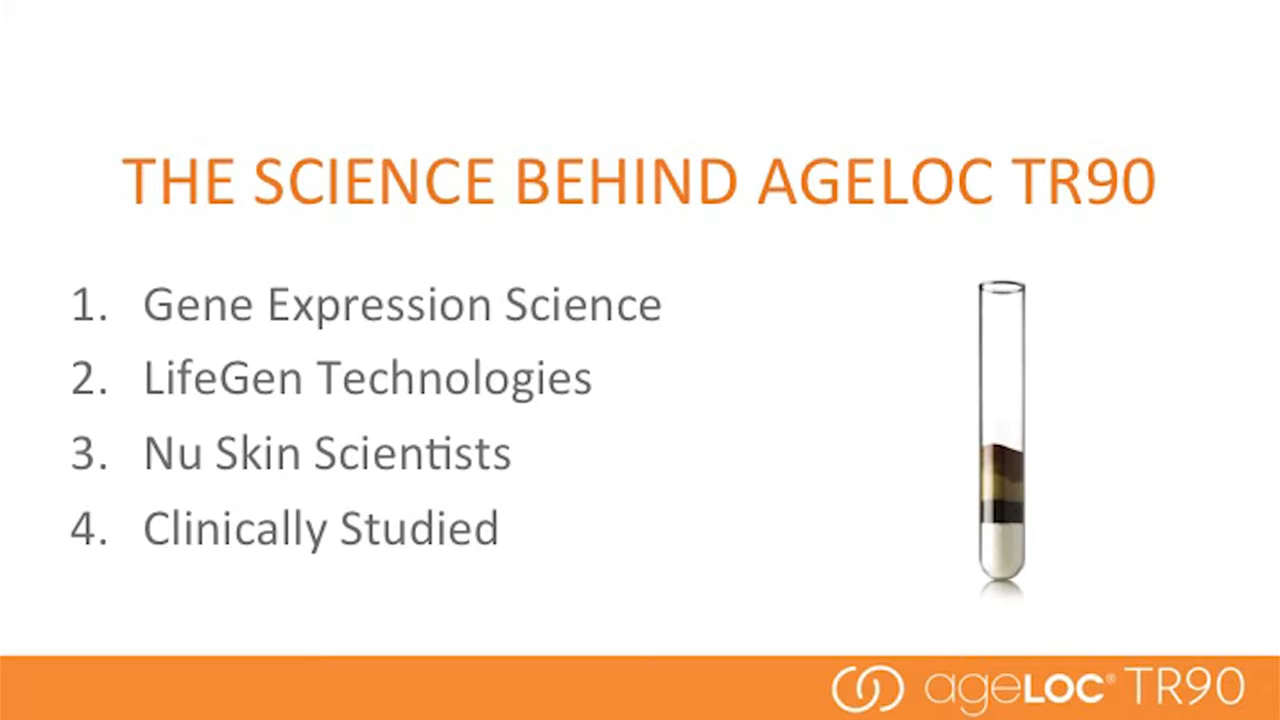 THE SCIENCE BEHIND AGELOC TR90
1. Gene Expression Science
2. LifeGen Technologies
3. Nu Skin Scientists
4. Clinically Studied
ageLOC® TR90